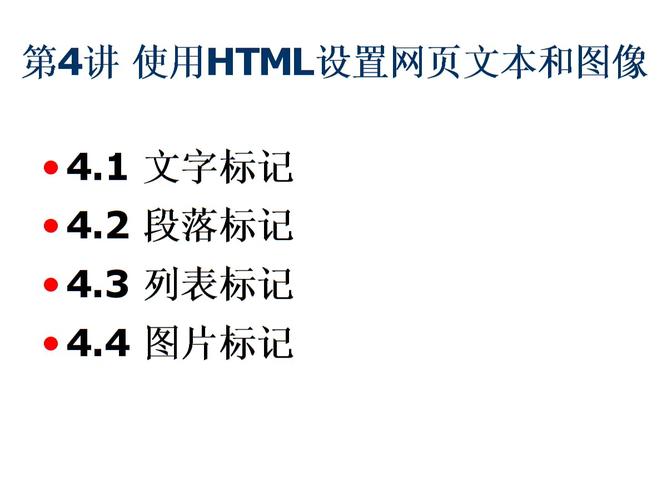 第4讲 使用HTML设置网页文本和图像
•4.1 文字标记
•4.2 段落标记
•4.3 列表标记
•4.4 图片标记